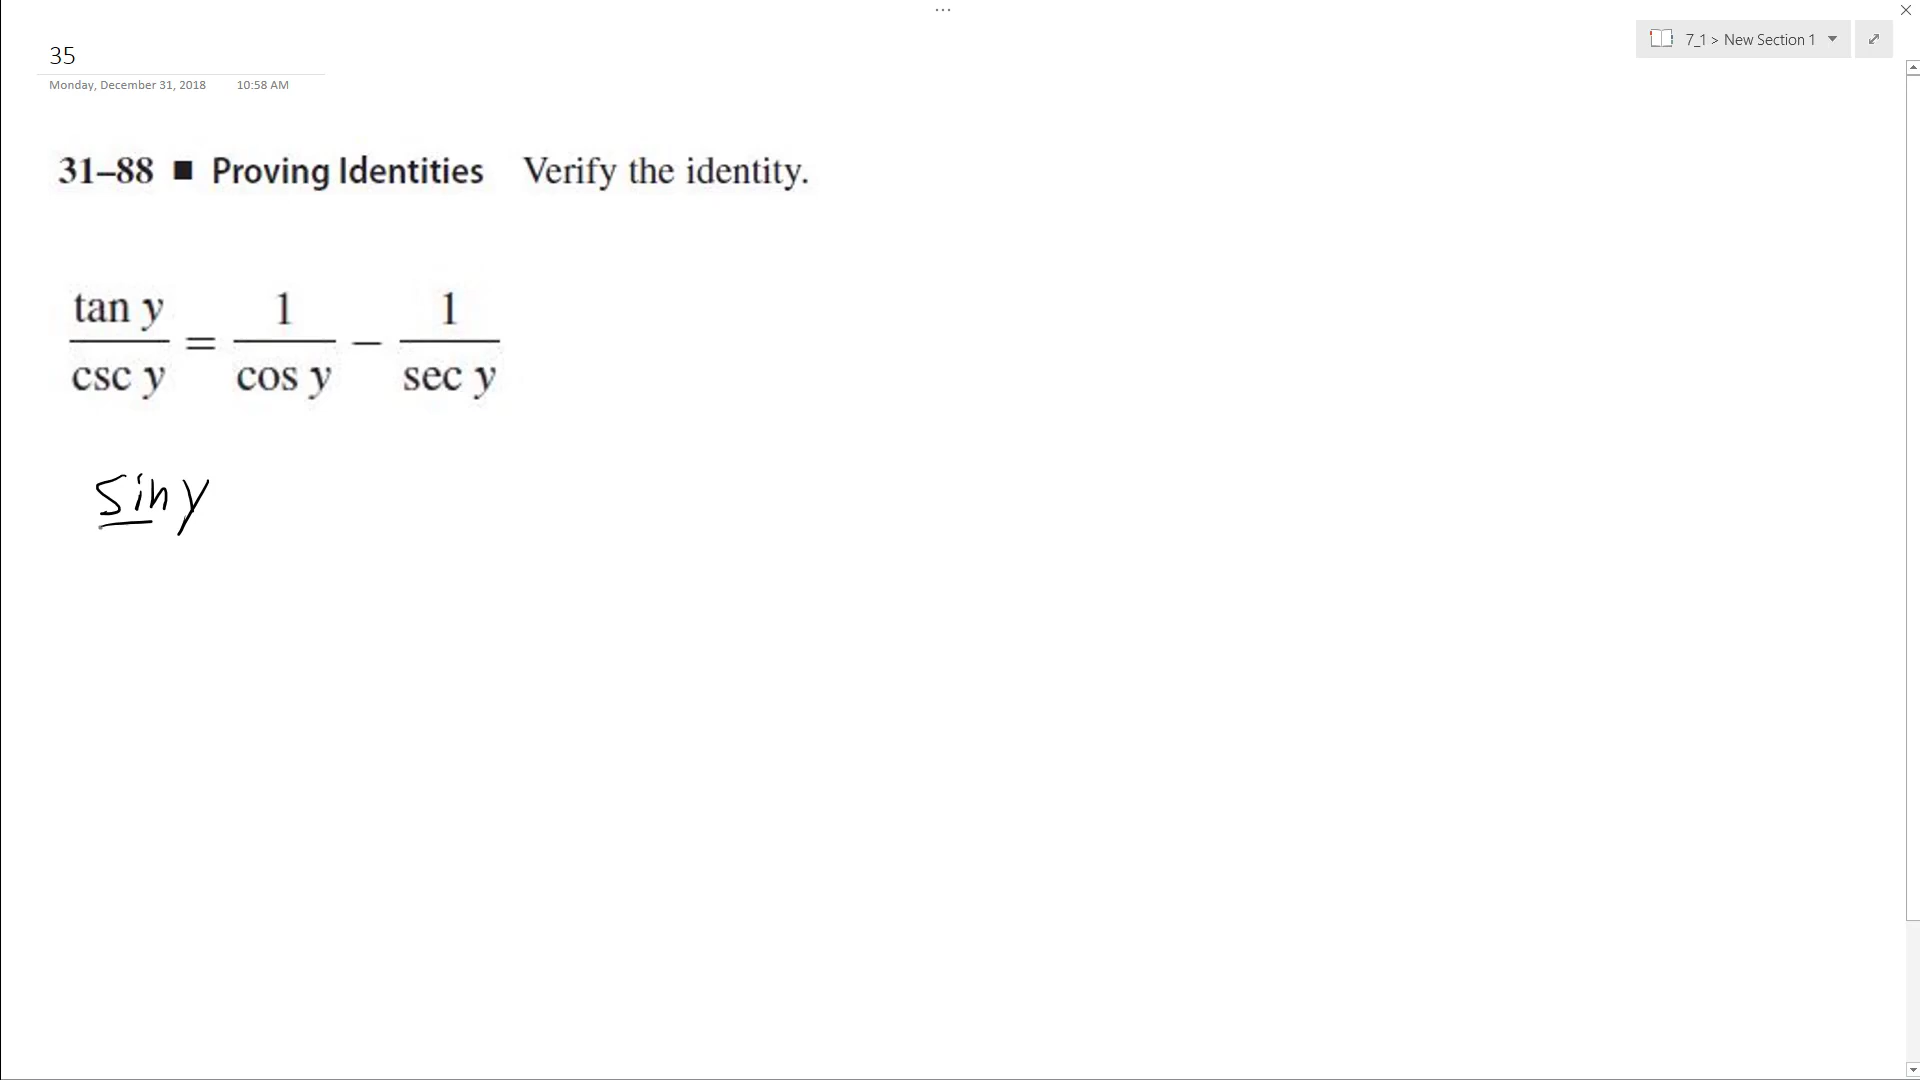 ...
7_1 > New Section 1
35
Monday, December 31, 2018 10:58 AM
31–88 ■ Proving Identities Verify the identity.
tan y / csc y = 1 / cos y − 1 / sec y
sin y